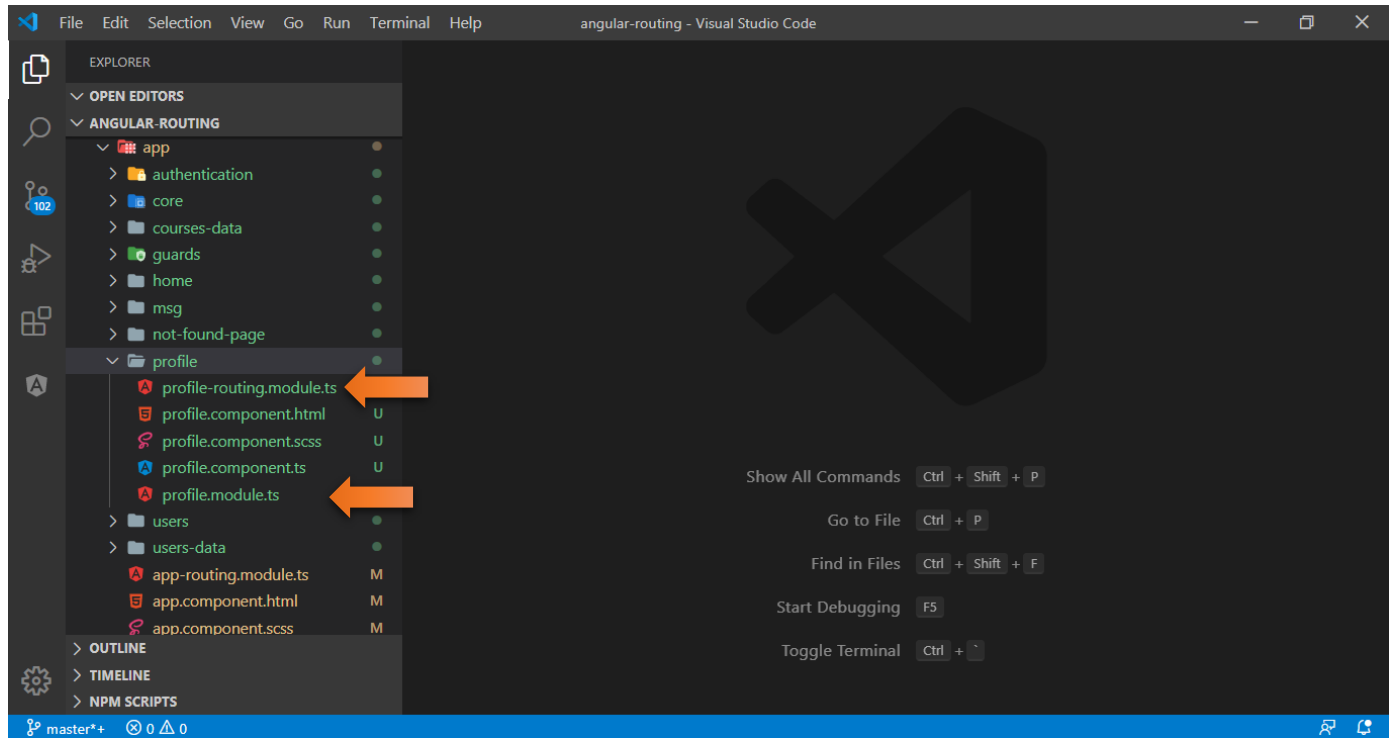 File Edit Selection View Go Run Terminal Help angular-routing - Visual Studio Code
EXPLORER
OPEN EDITORS
ANGULAR-ROUTING
app
authentication
core
102
courses-data
guards
home
msg
not-found-page
profile
profile-routing.module.ts
profile.component.html U
profile.component.scss U
profile.component.ts U
profile.module.ts
users
users-data
app-routing.module.ts M
app.component.html M
app.component.scss M
OUTLINE
TIMELINE
NPM SCRIPTS
Show All Commands Ctrl + Shift + P
Go to File Ctrl + P
Find in Files Ctrl + Shift + F
Start Debugging F5
Toggle Terminal Ctrl + `
master*+ 0 0